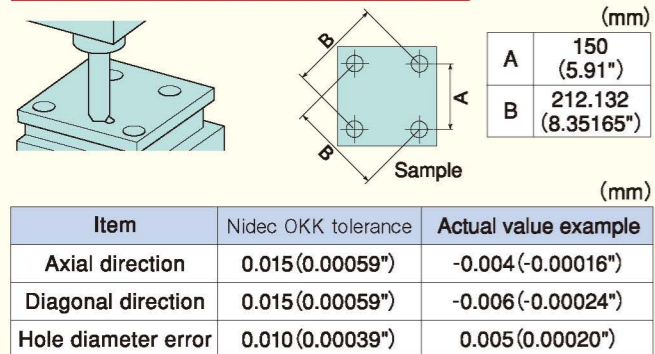 (mm)
A 150 (5.91")
B 212.132 (8.35165")
B
A
B
Sample
(mm)
Item Nidec OKK tolerance Actual value example
Axial direction 0.015(0.00059") -0.004(-0.00016")
Diagonal direction 0.015(0.00059") -0.006(-0.00024")
Hole diameter error 0.010(0.00039") 0.005(0.00020")